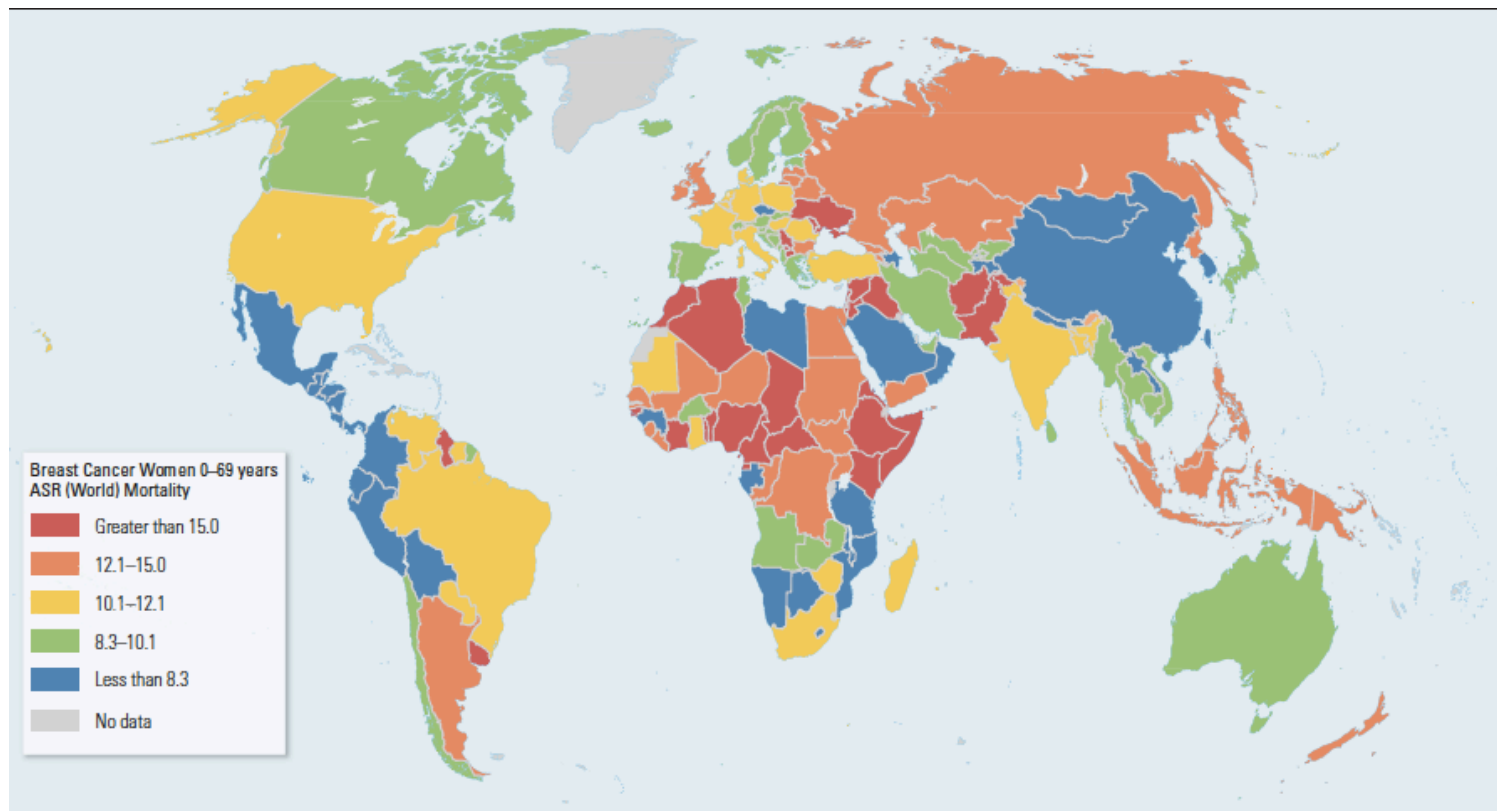 Breast Cancer Women 0–69 years
ASR (World) Mortality
Greater than 15.0
12.1–15.0
10.1–12.1
8.3–10.1
Less than 8.3
No data